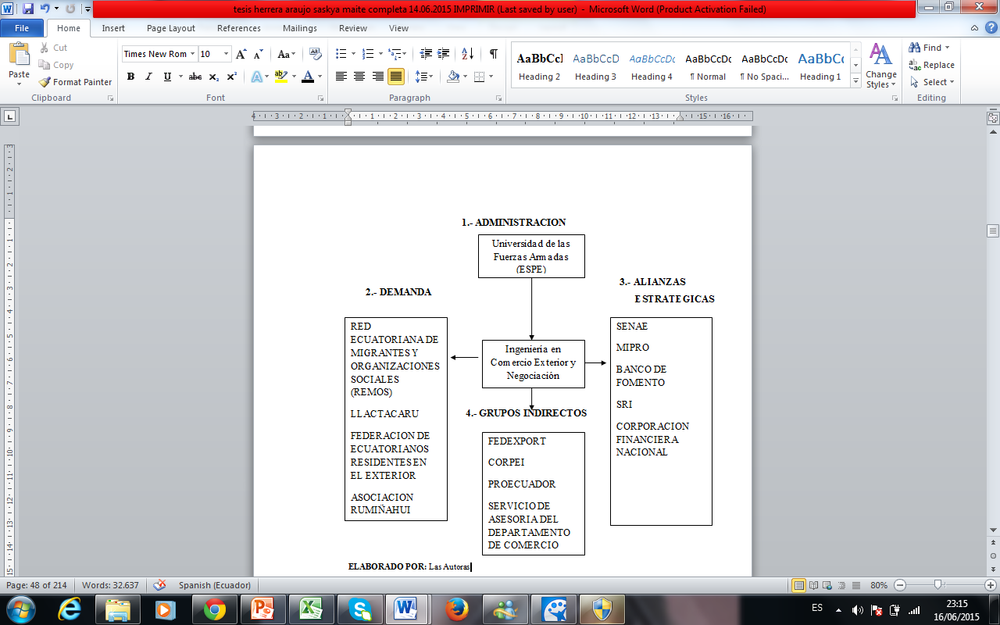 tesis herrera araujo saskya maite completa 14.06.2015 IMPRIMIR (Last saved by user) - Microsoft Word (Product Activation Failed)
File Home Insert Page Layout References Mailings Review View
Paste
Cut
Copy
Format Painter
Clipboard
Times New Rom 10
Font
Paragraph
AaBbCcI AaBbCcD AaBbCcDc AaBbCcDc AaBbCcDc AaBbC
Heading 2 Heading 3 Heading 4 ¶ Normal ¶ No Spaci... Heading 1
Change
Styles
Styles
Find
Replace
Select
Editing
1.- ADMINISTRACION
Universidad de las
Fuerzas Armadas
(ESPE)
2.- DEMANDA
3.- ALIANZAS
ESTRATEGICAS
RED
ECUATORIANA DE
MIGRANTES Y
ORGANIZACIONES
SOCIALES
(REMOS)
LLACTACARU
FEDERACION DE
ECUATORIANOS
RESIDENTES EN
EL EXTERIOR
ASOCIACION
RUMIÑAHUI
Ingeniería en
Comercio Exterior y
Negociación
SENAE
MIPRO
BANCO DE
FOMENTO
SRI
CORPORACION
FINANCIERA
NACIONAL
4.- GRUPOS INDIRECTOS
FEDEXPORT
CORPEI
PROECUADOR
SERVICIO DE
ASESORIA DEL
DEPARTAMENTO
DE COMERCIO
ELABORADO POR: Las Autoras
Page: 48 of 214 Words: 32.637 Spanish (Ecuador) 80%
ES 23:15
16/06/2015